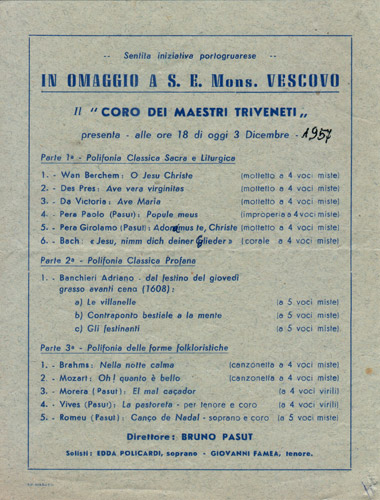 -- Sentita iniziativa portogruarese --
IN OMAGGIO A S. E. Mons. VESCOVO
Il " CORO DEI MAESTRI TRIVENETI „
presenta - alle ore 18 di oggi 3 Dicembre - 1957
Parte 1ª - Polifonia Classica Sacra e Liturgica
1. - Wan Berchem: O Jesu Christe (mottetto a 4 voci miste)
2. - Des Pres: Ave vera virginitas (mottetto a 4 voci miste)
3. - Da Victoria: Ave Maria (mottetto a 4 voci miste)
4. - Pera Paolo (Pasut): Popule meus (improperia a 4 voci miste)
5. - Pera Girolamo (Pasut): Adoramus te, Christe (mottetto a 4 voci miste)
6. - Bach: « Jesu, nimm dich deiner Glieder » (corale a 4 voci miste)
Parte 2ª - Polifonia Classica Profana
1. - Banchieri Adriano - dal festino del giovedì
grasso avanti cena (1608):
a) Le villanelle (a 5 voci miste)
b) Contraponto bestiale a la mente (a 5 voci miste)
c) Gli festinanti (a 5 voci miste)
Parte 3ª - Polifonia delle forme folkloristiche
1. - Brahms: Nella notte calma (canzonetta a 4 voci miste)
2. - Mozart: Oh! quanto è bello (canzonetta a 4 voci miste)
3. - Morera (Pasut): El mal caçador (a 4 voci virili)
4. - Vives (Pasut): La pastorela - per tenore e coro (a 4 voci virili)
5. - Romeu (Pasut): Canço de Nadal - soprano e coro (a 5 voci miste)
Direttore: BRUNO PASUT
Solisti: EDDA POLICARDI, soprano - GIOVANNI FAMEA, tenore.